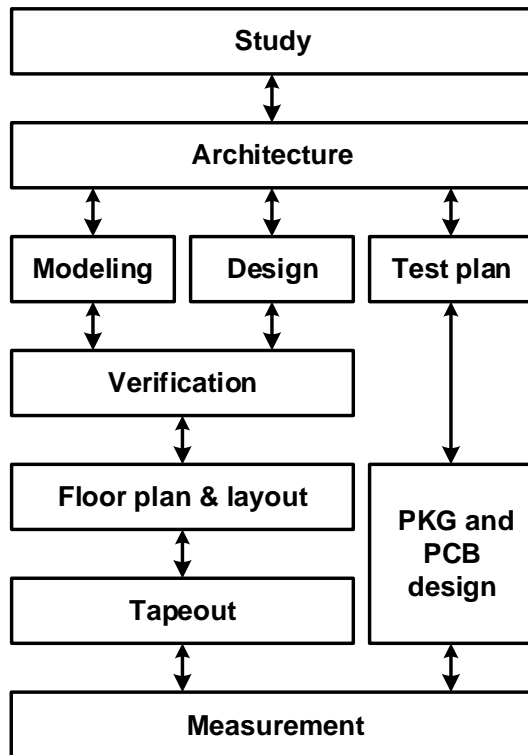 Study
Architecture
Modeling
Design
Test plan
Verification
Floor plan & layout
PKG and
PCB
design
Tapeout
Measurement